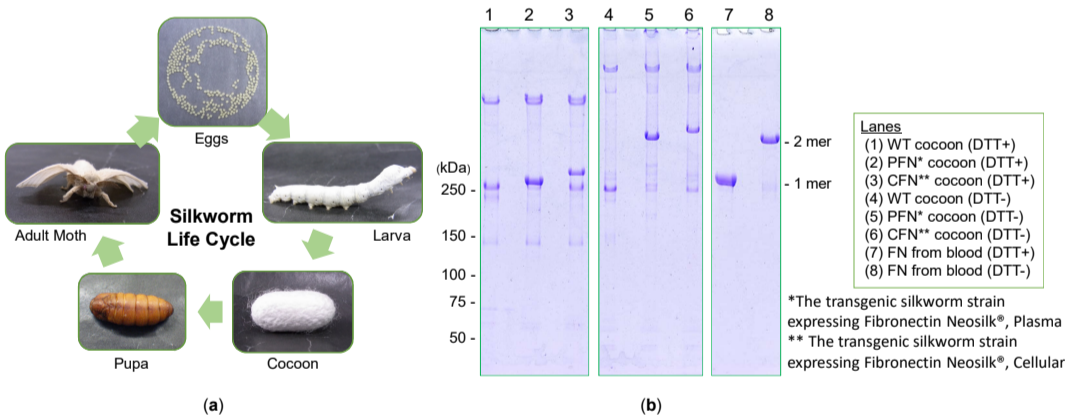 Eggs
Adult Moth
Silkworm
Life Cycle
Larva
Pupa
Cocoon
(a)
1 2 3 4 5 6 7 8
(kDa)
250 -
150 -
100 -
75 -
50 -
- 2 mer
- 1 mer
Lanes
(1) WT cocoon (DTT+)
(2) PFN* cocoon (DTT+)
(3) CFN** cocoon (DTT+)
(4) WT cocoon (DTT-)
(5) PFN* cocoon (DTT-)
(6) CFN** cocoon (DTT-)
(7) FN from blood (DTT+)
(8) FN from blood (DTT-)
*The transgenic silkworm strain
expressing Fibronectin Neosilk®, Plasma
** The transgenic silkworm strain
expressing Fibronectin Neosilk®, Cellular
(b)